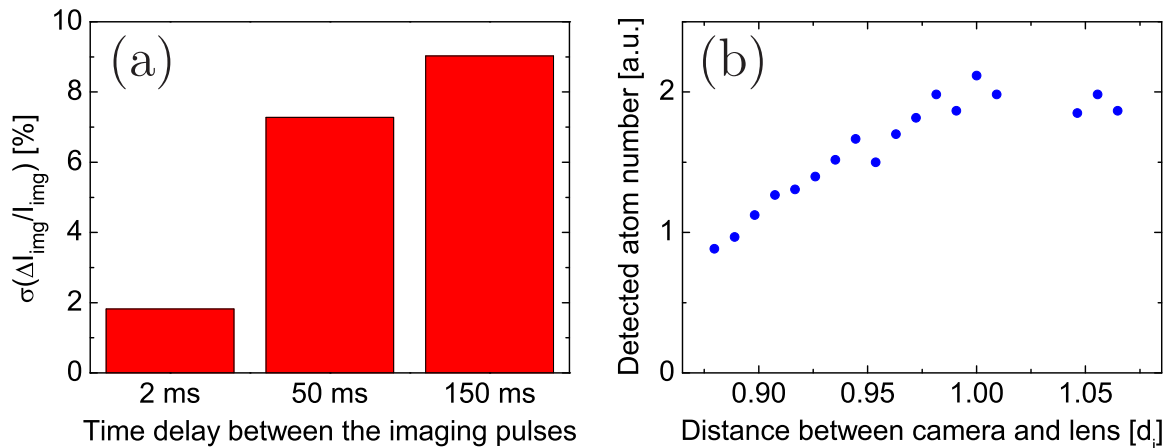 (a)
σ(ΔI_img/I_img) [%]
10
8
6
4
2
0
2 ms 50 ms 150 ms
Time delay between the imaging pulses
(b)
Detected atom number [a.u.]
2
1
0
0.90 0.95 1.00 1.05
Distance between camera and lens [d_i